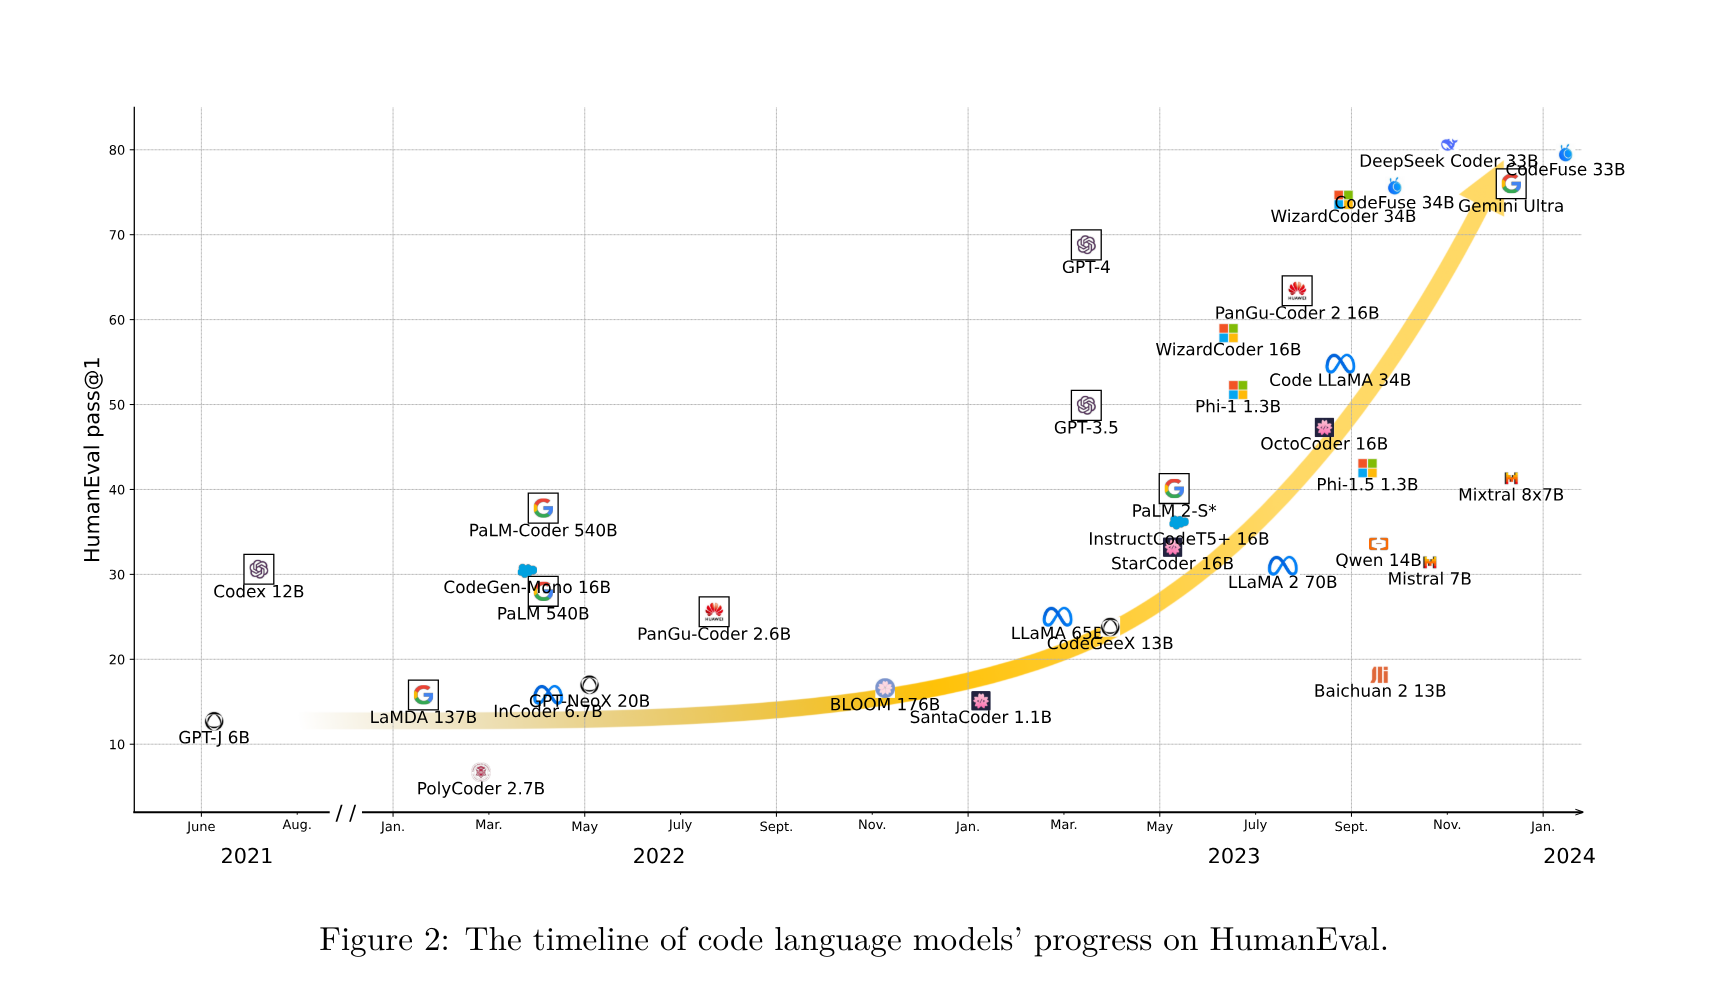 HumanEval pass@1
80
70
60
50
40
30
20
10
DeepSeek Coder 33B
CodeFuse 33B
CodeFuse 34B
Gemini Ultra
WizardCoder 34B
GPT-4
HUAWEI
PanGu-Coder 2 16B
WizardCoder 16B
Code LLaMA 34B
Phi-1 1.3B
GPT-3.5
OctoCoder 16B
Phi-1.5 1.3B
Mixtral 8x7B
PaLM 2-S*
PaLM-Coder 540B
InstructCodeT5+ 16B
StarCoder 16B
Qwen 14B
Mistral 7B
LLaMA 2 70B
CodeGen-Mono 16B
Codex 12B
PaLM 540B
HUAWEI
PanGu-Coder 2.6B
LLaMA 65B
CodeGeeX 13B
Baichuan 2 13B
GPT-NeoX 20B
BLOOM 176B
InCoder 6.7B
LaMDA 137B
SantaCoder 1.1B
GPT-J 6B
PolyCoder 2.7B
June Aug. // Jan. Mar. May July Sept. Nov. Jan. Mar. May July Sept. Nov. Jan.
2021 2022 2023 2024
Figure 2: The timeline of code language models' progress on HumanEval.